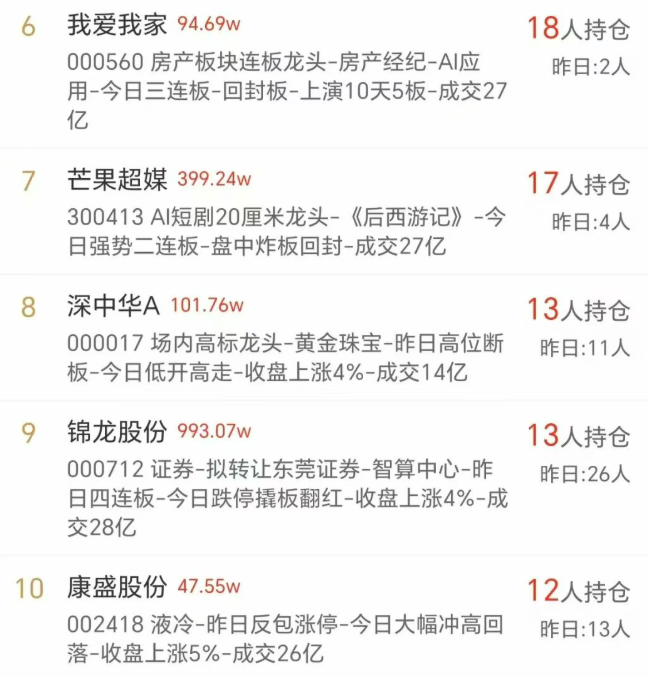 6 我爱我家 94.69w 18人持仓
000560 房产板块连板龙头-房产经纪-AI应 昨日:2人
用-今日三连板-回封板-上演10天5板-成交27
亿
7 芒果超媒 399.24w 17人持仓
300413 AI短剧20厘米龙头-《后西游记》-今 昨日:4人
日强势二连板-盘中炸板回封-成交27亿
8 深中华A 101.76w 13人持仓
000017 场内高标龙头-黄金珠宝-昨日高位断 昨日:11人
板-今日低开高走-收盘上涨4%-成交14亿
9 锦龙股份 993.07w 13人持仓
000712 证券-拟转让东莞证券-智算中心-昨 昨日:26人
日四连板-今日跌停撬板翻红-收盘上涨4%-成
交28亿
10 康盛股份 47.55w 12人持仓
002418 液冷-昨日反包涨停-今日大幅冲高回 昨日:13人
落-收盘上涨5%-成交26亿